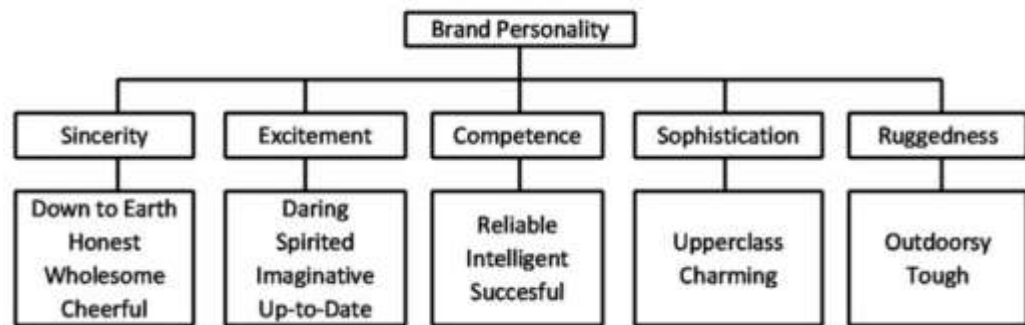 Brand Personality
Sincerity
Excitement
Competence
Sophistication
Ruggedness
Down to Earth
Honest
Wholesome
Cheerful
Daring
Spirited
Imaginative
Up-to-Date
Reliable
Intelligent
Succesful
Upperclass
Charming
Outdoorsy
Tough